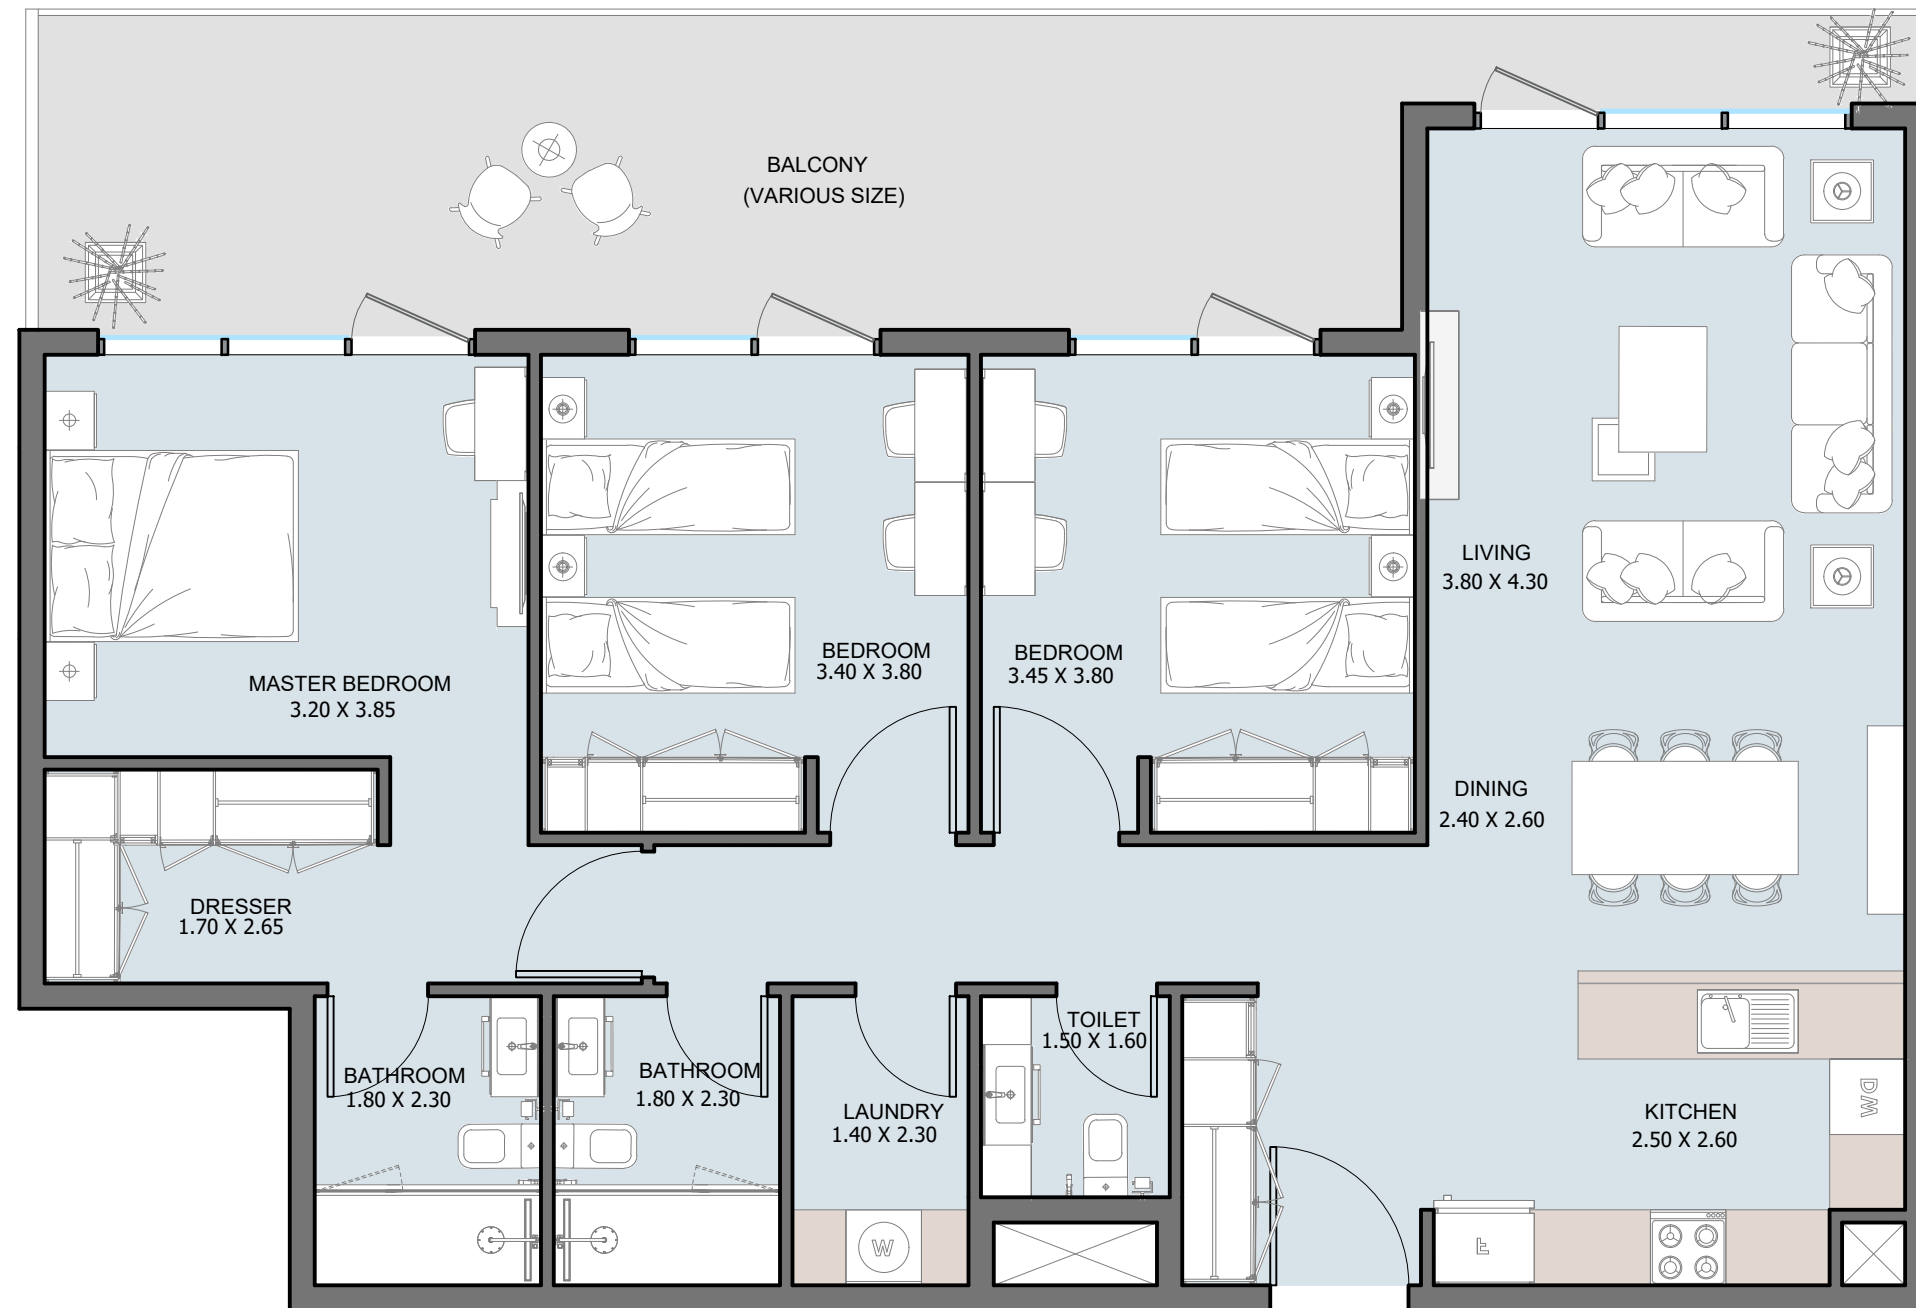 BALCONY
(VARIOUS SIZE)
LIVING
3.80 X 4.30
BEDROOM
3.40 X 3.80
BEDROOM
3.45 X 3.80
MASTER BEDROOM
3.20 X 3.85
DINING
2.40 X 2.60
DRESSER
1.70 X 2.65
TOILET
1.50 X 1.60
BATHROOM
1.80 X 2.30
BATHROOM
1.80 X 2.30
LAUNDRY
1.40 X 2.30
KITCHEN
2.50 X 2.60
DW
W
F